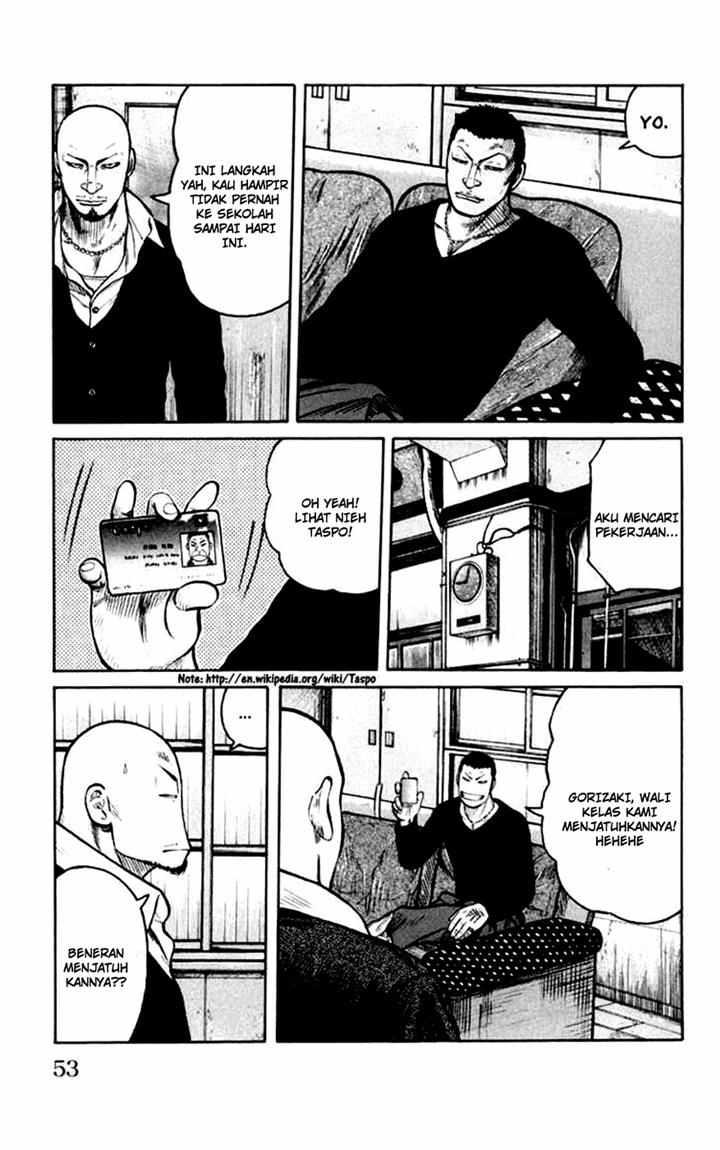 YO.
INI LANGKAH
YAH, KAU HAMPIR
TIDAK PERNAH
KE SEKOLAH
SAMPAI HARI
INI.
AKU MENCARI
PEKERJAAN...
OH YEAH!
LIHAT NIEH
TASPO!
Note: http://en.wikipedia.org/wiki/Taspo
GORIZAKI, WALI
KELAS KAMI
MENJATUHKANNYA!
HEHEHE
...
BENERAN
MENJATUH
KANNYA??
53